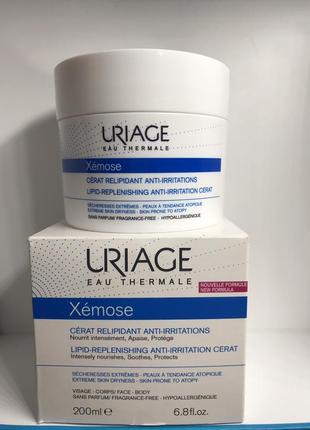 URIAGE
EAU THERMALE
Xémose
CÉRAT RELIPIDANT ANTI-IRRITATIONS
LIPID-REPLENISHING ANTI-IRRITATION CERAT
SÉCHERESSES EXTRÊMES - PEAUX À TENDANCE ATOPIQUE
EXTREME SKIN DRYNESS - SKIN PRONE TO ATOPY
SANS PARFUM/ FRAGRANCE-FREE - HYPOALLERGÉNIQUE
URIAGE
EAU THERMALE
NOUVELLE FORMULE
NEW FORMULA
Xémose
CÉRAT RELIPIDANT ANTI-IRRITATIONS
Nourrit intensément, Apaise, Protège
LIPID-REPLENISHING ANTI-IRRITATION CERAT
Intensely nourishes, Soothes, Protects
SÉCHERESSES EXTRÊMES - PEAUX À TENDANCE ATOPIQUE
EXTREME SKIN DRYNESS - SKIN PRONE TO ATOPY
VISAGE - CORPS/ FACE - BODY
SANS PARFUM/ FRAGRANCE-FREE - HYPOALLERGÉNIQUE
200ml e 6.8fl.oz.